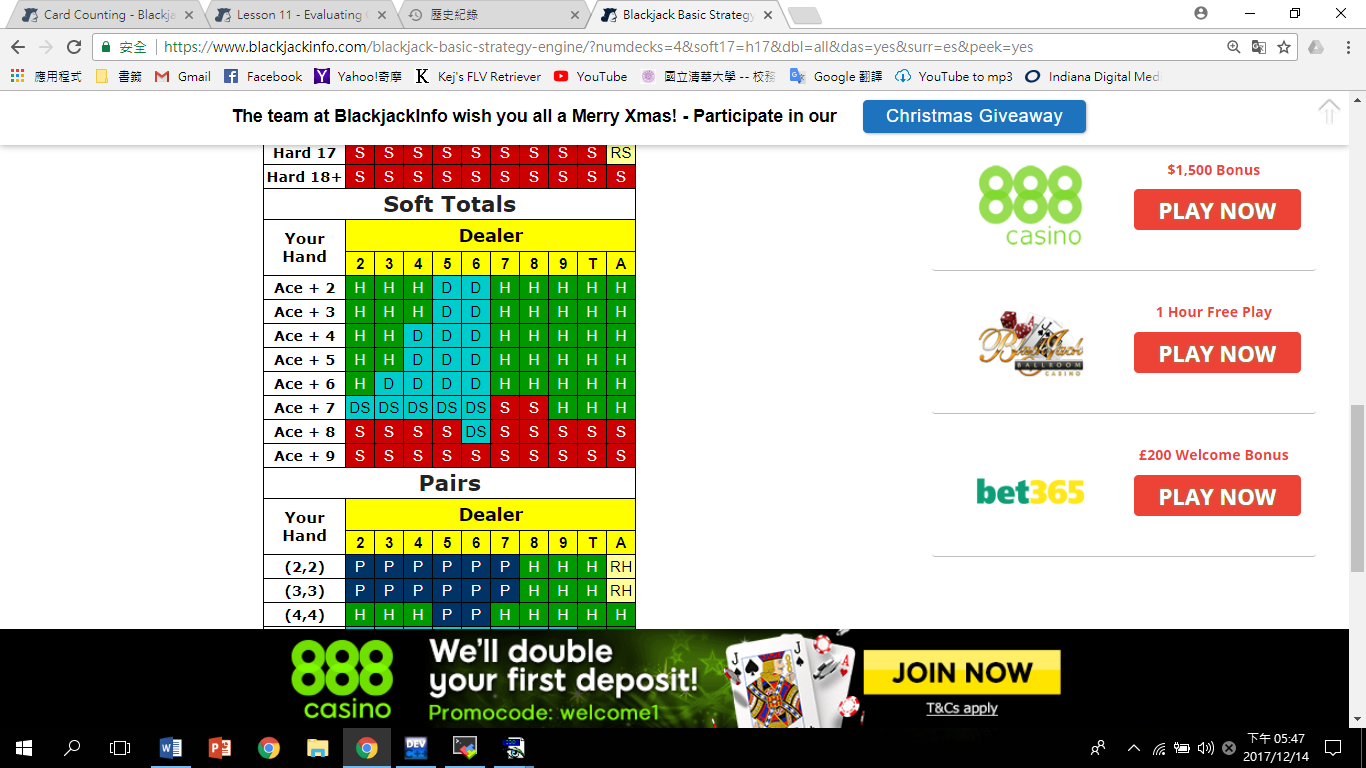 Card Counting - Blackja
Lesson 11 - Evaluating
歷史紀錄
Blackjack Basic Strategy
安全 https://www.blackjackinfo.com/blackjack-basic-strategy-engine/?numdecks=4&soft17=h17&dbl=all&das=yes&surr=es&peek=yes
應用程式 書籤 Gmail Facebook Yahoo!奇摩 Kej's FLV Retriever YouTube 國立清華大學 -- 校務 Google 翻譯 YouTube to mp3 Indiana Digital Med
The team at BlackjackInfo wish you all a Merry Xmas! - Participate in our Christmas Giveaway
Hard 17 S S S S S S S S S RS
Hard 18+ S S S S S S S S S S
Soft Totals
Your Hand Dealer
2 3 4 5 6 7 8 9 T A
Ace + 2 H H H D D H H H H H
Ace + 3 H H H D D H H H H H
Ace + 4 H H D D D H H H H H
Ace + 5 H H D D D H H H H H
Ace + 6 H D D D D H H H H H
Ace + 7 DS DS DS DS DS S S H H H
Ace + 8 S S S S DS S S S S S
Ace + 9 S S S S S S S S S S
Pairs
Your Hand Dealer
2 3 4 5 6 7 8 9 T A
(2,2) P P P P P P H H H RH
(3,3) P P P P P P H H H RH
(4,4) H H H P P H H H H H
888 casino
$1,500 Bonus
PLAY NOW
BlackJack
BALLROOM
CASINO
1 Hour Free Play
PLAY NOW
bet365
£200 Welcome Bonus
PLAY NOW
888 casino
We'll double
your first deposit!
Promocode: welcome1
J
J
A
JOIN NOW
T&Cs apply
DEV
下午 05:47
2017/12/14